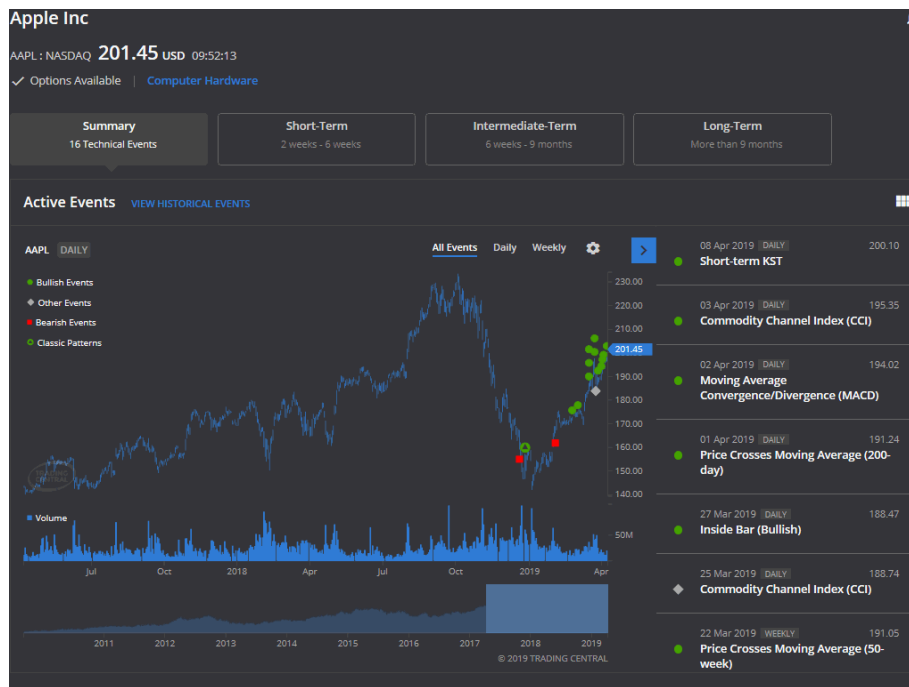 Apple Inc
AAPL : NASDAQ 201.45 USD 09:52:13
Options Available | Computer Hardware
Summary
16 Technical Events
Short-Term
2 weeks - 6 weeks
Intermediate-Term
6 weeks - 9 months
Long-Term
More than 9 months
Active Events VIEW HISTORICAL EVENTS
AAPL DAILY
All Events Daily Weekly
Bullish Events
Other Events
Bearish Events
Classic Patterns
230.00
220.00
210.00
201.45
190.00
180.00
170.00
160.00
150.00
140.00
TRADING
CENTRAL
Volume
50M
Jul Oct 2018 Apr Jul Oct 2019 Apr
2011 2012 2013 2014 2015 2016 2017 2018 2019
© 2019 TRADING CENTRAL
08 Apr 2019 DAILY 200.10
Short-term KST
03 Apr 2019 DAILY 195.35
Commodity Channel Index (CCI)
02 Apr 2019 DAILY 194.02
Moving Average
Convergence/Divergence (MACD)
01 Apr 2019 DAILY 191.24
Price Crosses Moving Average (200-
day)
27 Mar 2019 DAILY 188.47
Inside Bar (Bullish)
25 Mar 2019 DAILY 188.74
Commodity Channel Index (CCI)
22 Mar 2019 WEEKLY 191.05
Price Crosses Moving Average (50-
week)